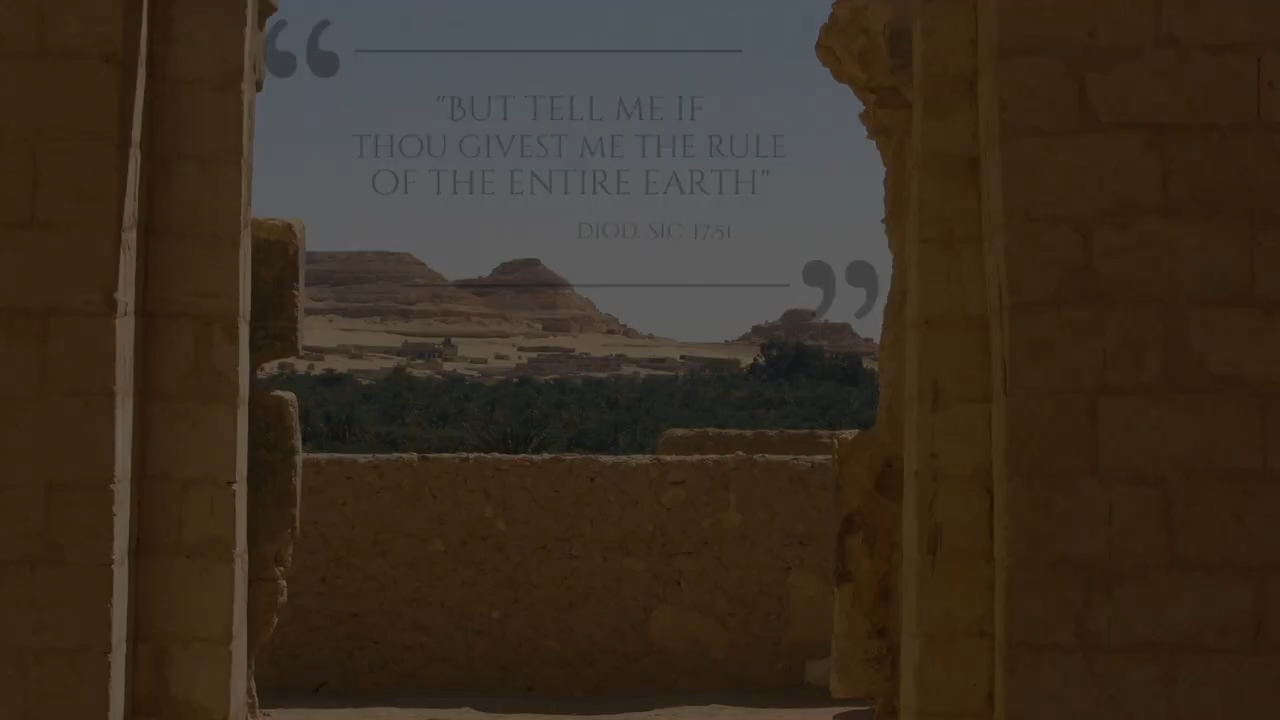 "BUT TELL ME IF
THOU GIVEST ME THE RULE
OF THE ENTIRE EARTH"
DIOD. SIC. 17.51